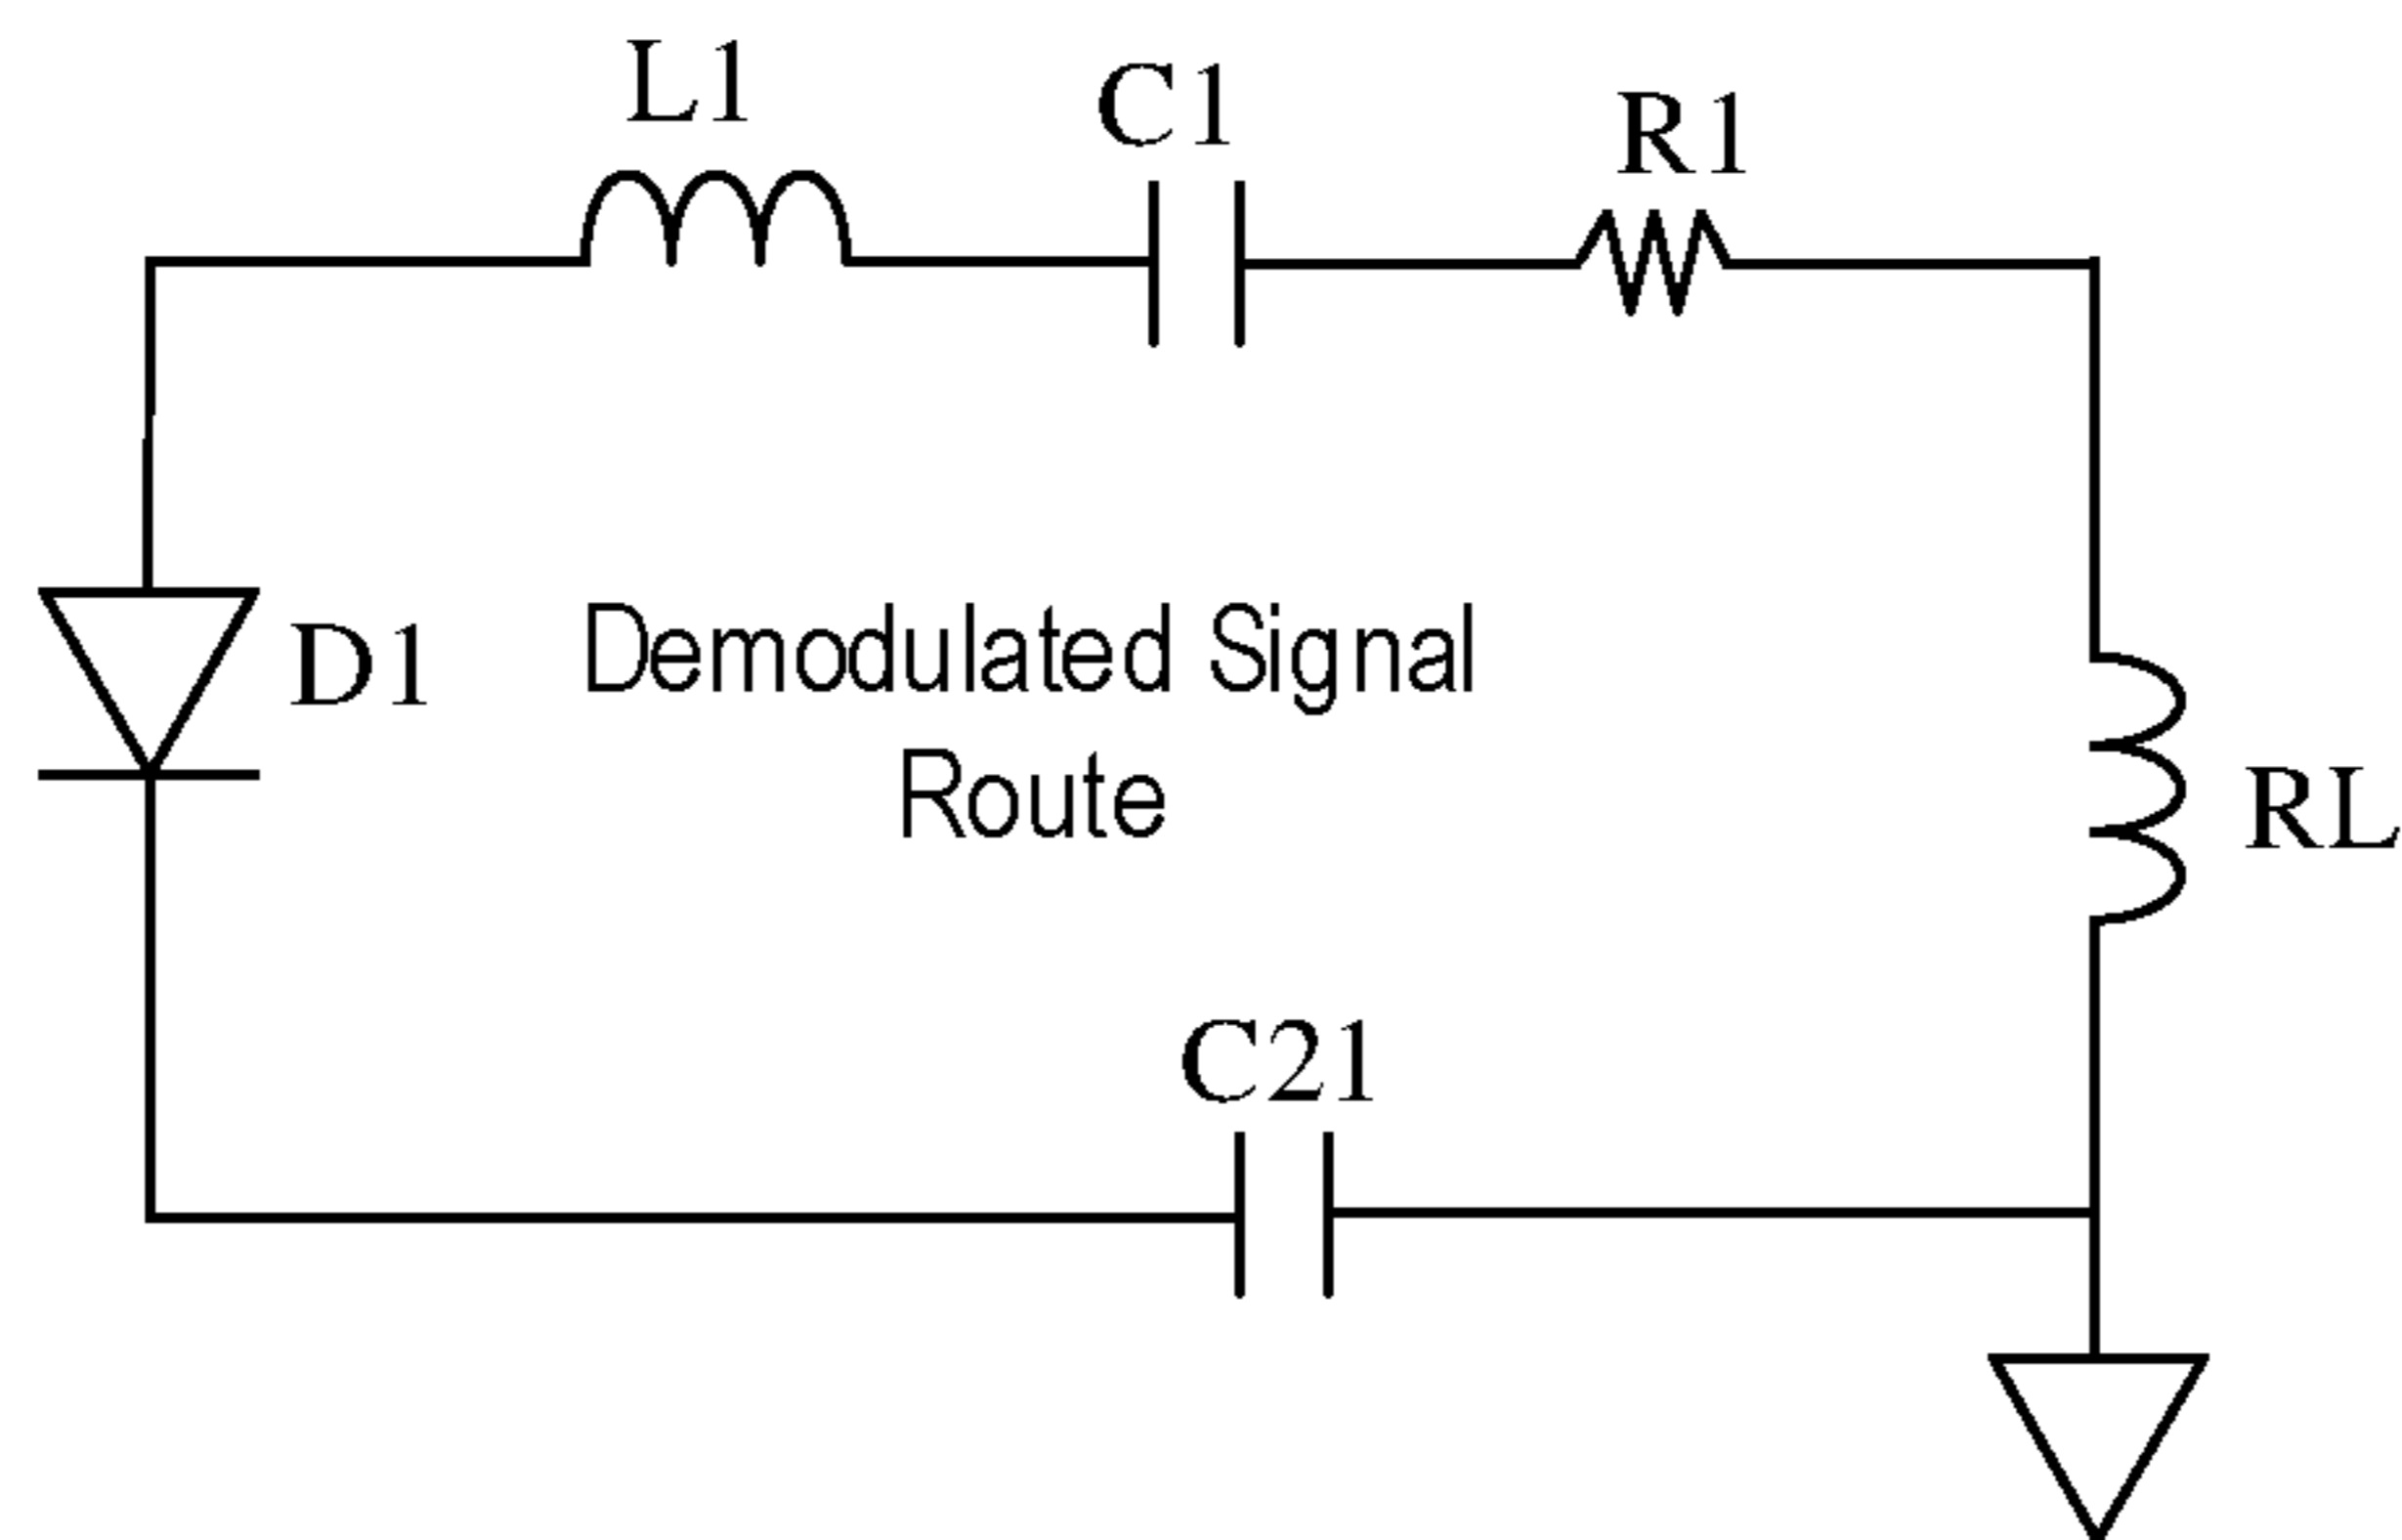 L1
C1
R1
D1
Demodulated Signal
Route
RL
C21